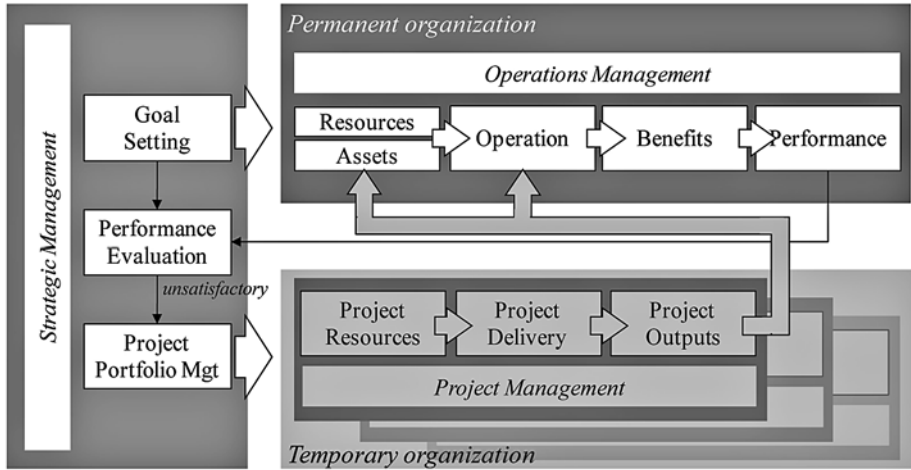 Strategic Management
Goal
Setting
Performance
Evaluation
unsatisfactory
Project
Portfolio Mgt
Permanent organization
Operations Management
Resources
Assets
Operation
Benefits
Performance
Project
Resources
Project
Delivery
Project
Outputs
Project Management
Temporary organization